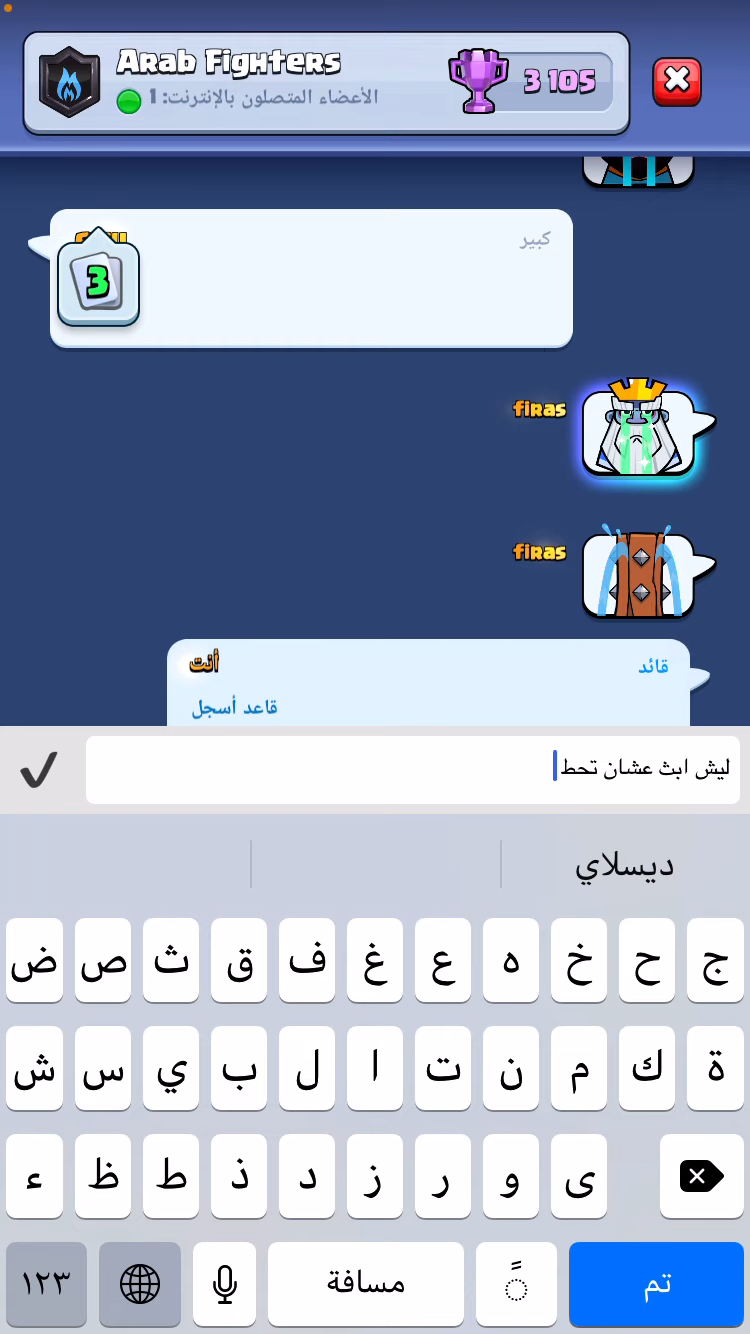 Arab Fighters
الأعضاء المتصلون بالإنترنت: 1
3 105
كبير
3
firas
firas
أنت
قائد
قاعد أسجل
ليش ابث عشان تحط
ديسلاي
ض ص ث ق ف غ ع ه خ ح ج
ش س ي ب ل ا ت ن م ك ة
ء ظ ط ذ د ز ر و ى
١٢٣
مسافة
تم